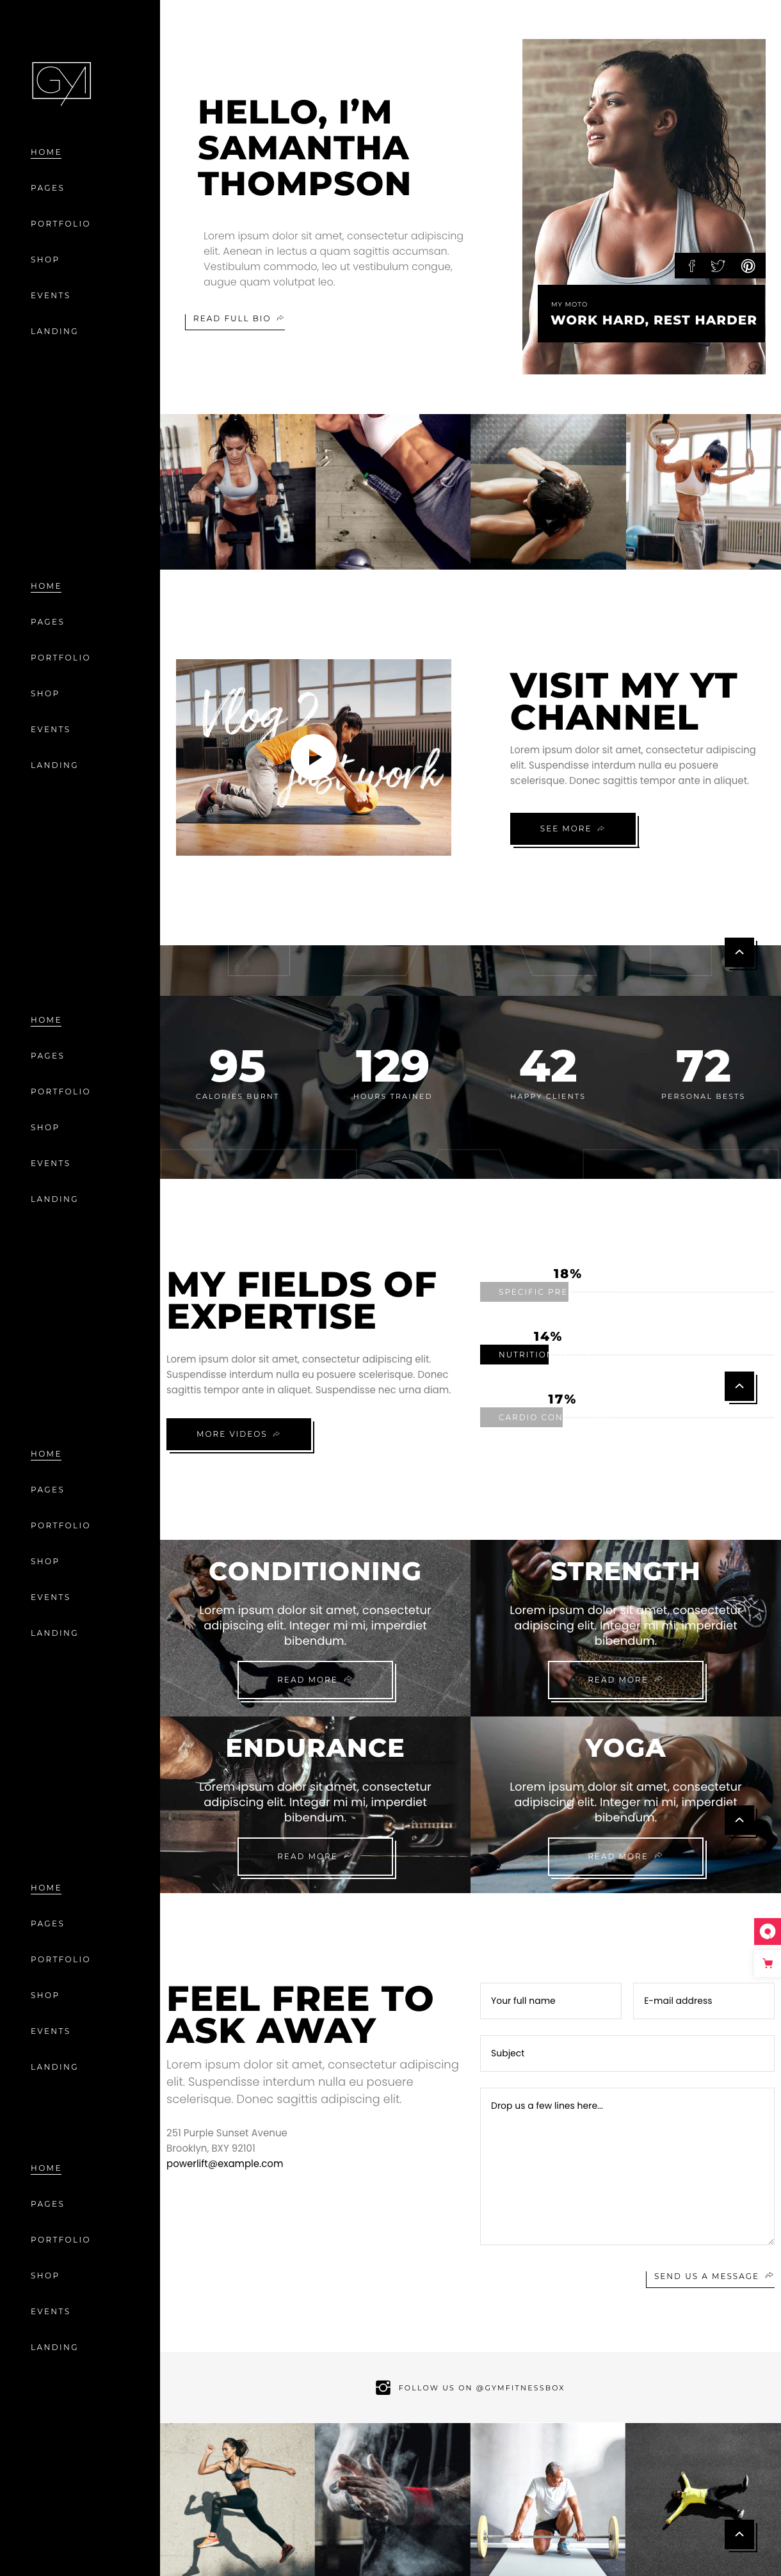 GYM
HOME
PAGES
PORTFOLIO
SHOP
EVENTS
LANDING
HELLO, I’M
SAMANTHA
THOMPSON
Lorem ipsum dolor sit amet, consectetur adipiscing
elit. Aenean in lectus a quam sagittis accumsan.
Vestibulum commodo, leo ut vestibulum congue,
augue quam volutpat leo.
READ FULL BIO
MY MOTO
WORK HARD, REST HARDER
HOME
PAGES
PORTFOLIO
SHOP
EVENTS
LANDING
Vlog 2
just work
VISIT MY YT
CHANNEL
Lorem ipsum dolor sit amet, consectetur adipiscing
elit. Suspendisse interdum nulla eu posuere
scelerisque. Donec sagittis tempor ante in aliquet.
SEE MORE
HOME
PAGES
PORTFOLIO
SHOP
EVENTS
LANDING
95
CALORIES BURNT
129
HOURS TRAINED
42
HAPPY CLIENTS
72
PERSONAL BESTS
MY FIELDS OF
EXPERTISE
Lorem ipsum dolor sit amet, consectetur adipiscing elit.
Suspendisse interdum nulla eu posuere scelerisque. Donec
sagittis tempor ante in aliquet. Suspendisse nec urna diam.
MORE VIDEOS
18%
SPECIFIC PRE
14%
NUTRITION
17%
CARDIO CON
HOME
PAGES
PORTFOLIO
SHOP
EVENTS
LANDING
CONDITIONING
Lorem ipsum dolor sit amet, consectetur
adipiscing elit. Integer mi mi, imperdiet
bibendum.
READ MORE
STRENGTH
Lorem ipsum dolor sit amet, consectetur
adipiscing elit. Integer mi mi, imperdiet
bibendum.
READ MORE
ENDURANCE
Lorem ipsum dolor sit amet, consectetur
adipiscing elit. Integer mi mi, imperdiet
bibendum.
READ MORE
YOGA
Lorem ipsum dolor sit amet, consectetur
adipiscing elit. Integer mi mi, imperdiet
bibendum.
READ MORE
HOME
PAGES
PORTFOLIO
SHOP
EVENTS
LANDING
FEEL FREE TO
ASK AWAY
Lorem ipsum dolor sit amet, consectetur adipiscing
elit. Suspendisse interdum nulla eu posuere
scelerisque. Donec sagittis adipiscing elit.
251 Purple Sunset Avenue
Brooklyn, BXY 92101
powerlift@example.com
Your full name
E-mail address
Subject
Drop us a few lines here...
SEND US A MESSAGE
HOME
PAGES
PORTFOLIO
SHOP
EVENTS
LANDING
FOLLOW US ON @GYMFITNESSBOX